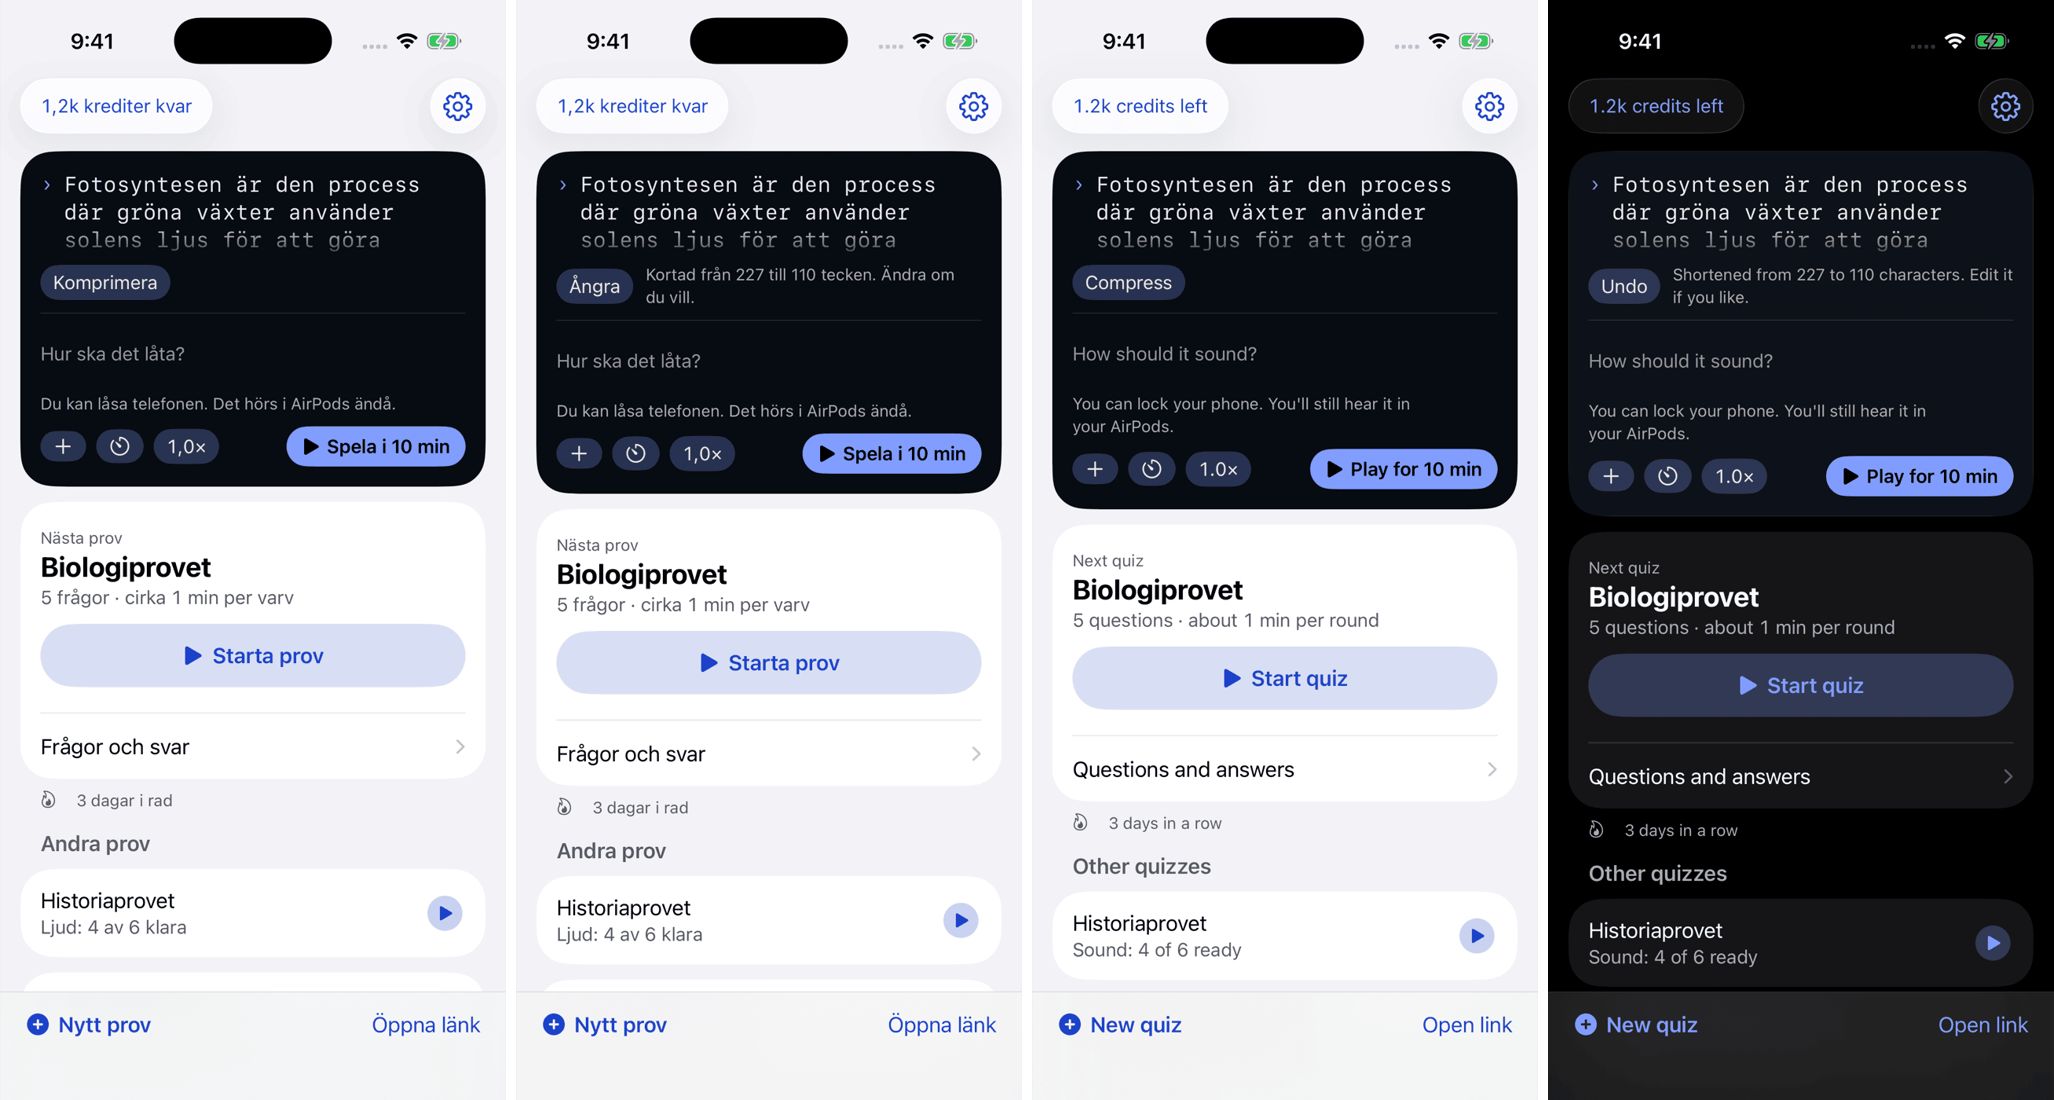 9:41
1,2k krediter kvar
› Fotosyntesen är den process
där gröna växter använder
solens ljus för att göra
Komprimera
Hur ska det låta?
Du kan låsa telefonen. Det hörs i AirPods ändå.
1,0×
Spela i 10 min
Nästa prov
Biologiprovet
5 frågor · cirka 1 min per varv
Starta prov
Frågor och svar
3 dagar i rad
Andra prov
Historiaprovet
Ljud: 4 av 6 klara
Nytt prov
Öppna länk
9:41
1,2k krediter kvar
› Fotosyntesen är den process
där gröna växter använder
solens ljus för att göra
Ångra
Kortad från 227 till 110 tecken. Ändra om
du vill.
Hur ska det låta?
Du kan låsa telefonen. Det hörs i AirPods ändå.
1,0×
Spela i 10 min
Nästa prov
Biologiprovet
5 frågor · cirka 1 min per varv
Starta prov
Frågor och svar
3 dagar i rad
Andra prov
Historiaprovet
Ljud: 4 av 6 klara
Nytt prov
Öppna länk
9:41
1.2k credits left
› Fotosyntesen är den process
där gröna växter använder
solens ljus för att göra
Compress
How should it sound?
You can lock your phone. You'll still hear it in
your AirPods.
1.0×
Play for 10 min
Next quiz
Biologiprovet
5 questions · about 1 min per round
Start quiz
Questions and answers
3 days in a row
Other quizzes
Historiaprovet
Sound: 4 of 6 ready
New quiz
Open link
9:41
1.2k credits left
› Fotosyntesen är den process
där gröna växter använder
solens ljus för att göra
Undo
Shortened from 227 to 110 characters. Edit it
if you like.
How should it sound?
You can lock your phone. You'll still hear it in
your AirPods.
1.0×
Play for 10 min
Next quiz
Biologiprovet
5 questions · about 1 min per round
Start quiz
Questions and answers
3 days in a row
Other quizzes
Historiaprovet
Sound: 4 of 6 ready
New quiz
Open link